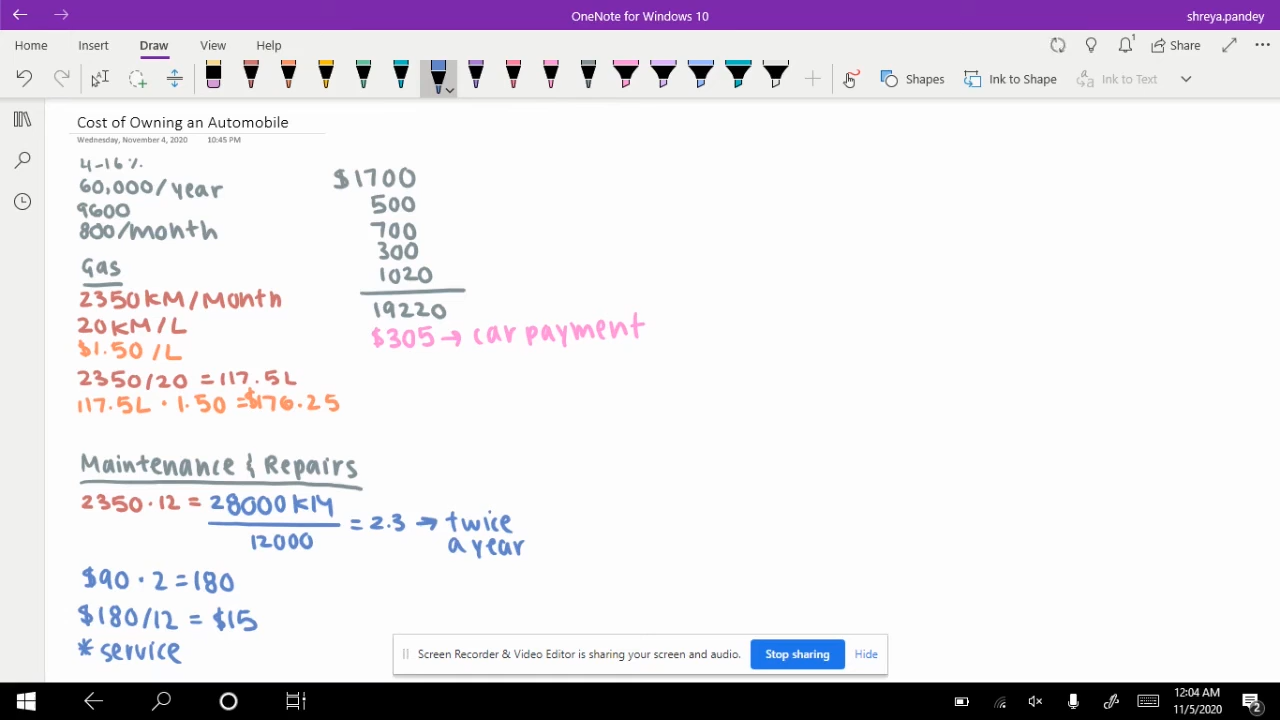 OneNote for Windows 10
shreya.pandey
Home Insert Draw View Help
1
Share
Shapes
Ink to Shape
Ink to Text
Cost of Owning an Automobile
Wednesday, November 4, 2020 10:45 PM
4-16%
60,000/year
9600
800/month
Gas
2350KM/Month
20KM/L
$1.50/L
2350/20 = 117.5L
117.5L · 1.50 = $176.25
$1700
500
700
300
1020
19220
$305 → car payment
Maintenance & Repairs
2350·12 = 28000KM
12000
= 2.3 → twice
a year
$90 · 2 = 180
$180/12 = $15
* service
Screen Recorder & Video Editor is sharing your screen and audio.
Stop sharing
Hide
12:04 AM
11/5/2020
2